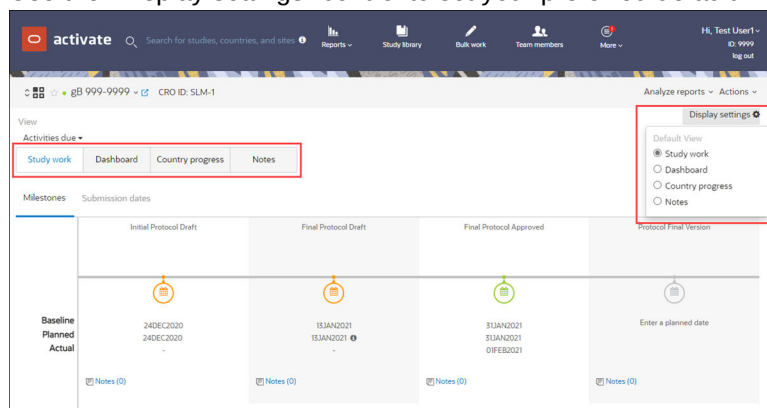 activate
Search for studies, countries, and sites
Reports
Study library
Bulk work
Team members
More
Hi, Test User1
ID: 9999
log out
gB 999-9999
CRO ID: SLM-1
Analyze reports
Actions
Display settings
View
Activities due
Default View
Study work
Dashboard
Country progress
Notes
Study work
Dashboard
Country progress
Notes
Milestones
Submission dates
Initial Protocol Draft
Final Protocol Draft
Final Protocol Approved
Protocol Final Version
Baseline
Planned
Actual
24DEC2020
24DEC2020
-
13JAN2021
13JAN2021
-
31JAN2021
31JAN2021
01FEB2021
Enter a planned date
Notes (0)
Notes (0)
Notes (0)
Notes (0)